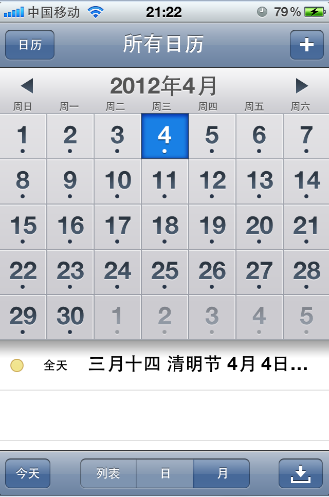 中国移动 21:22 79%
日历 所有日历 +
2012年4月
周日 周一 周二 周三 周四 周五 周六
1 2 3 4 5 6 7
8 9 10 11 12 13 14
15 16 17 18 19 20 21
22 23 24 25 26 27 28
29 30 1 2 3 4 5
全天 三月十四 清明节 4月4日...
今天 列表 日 月